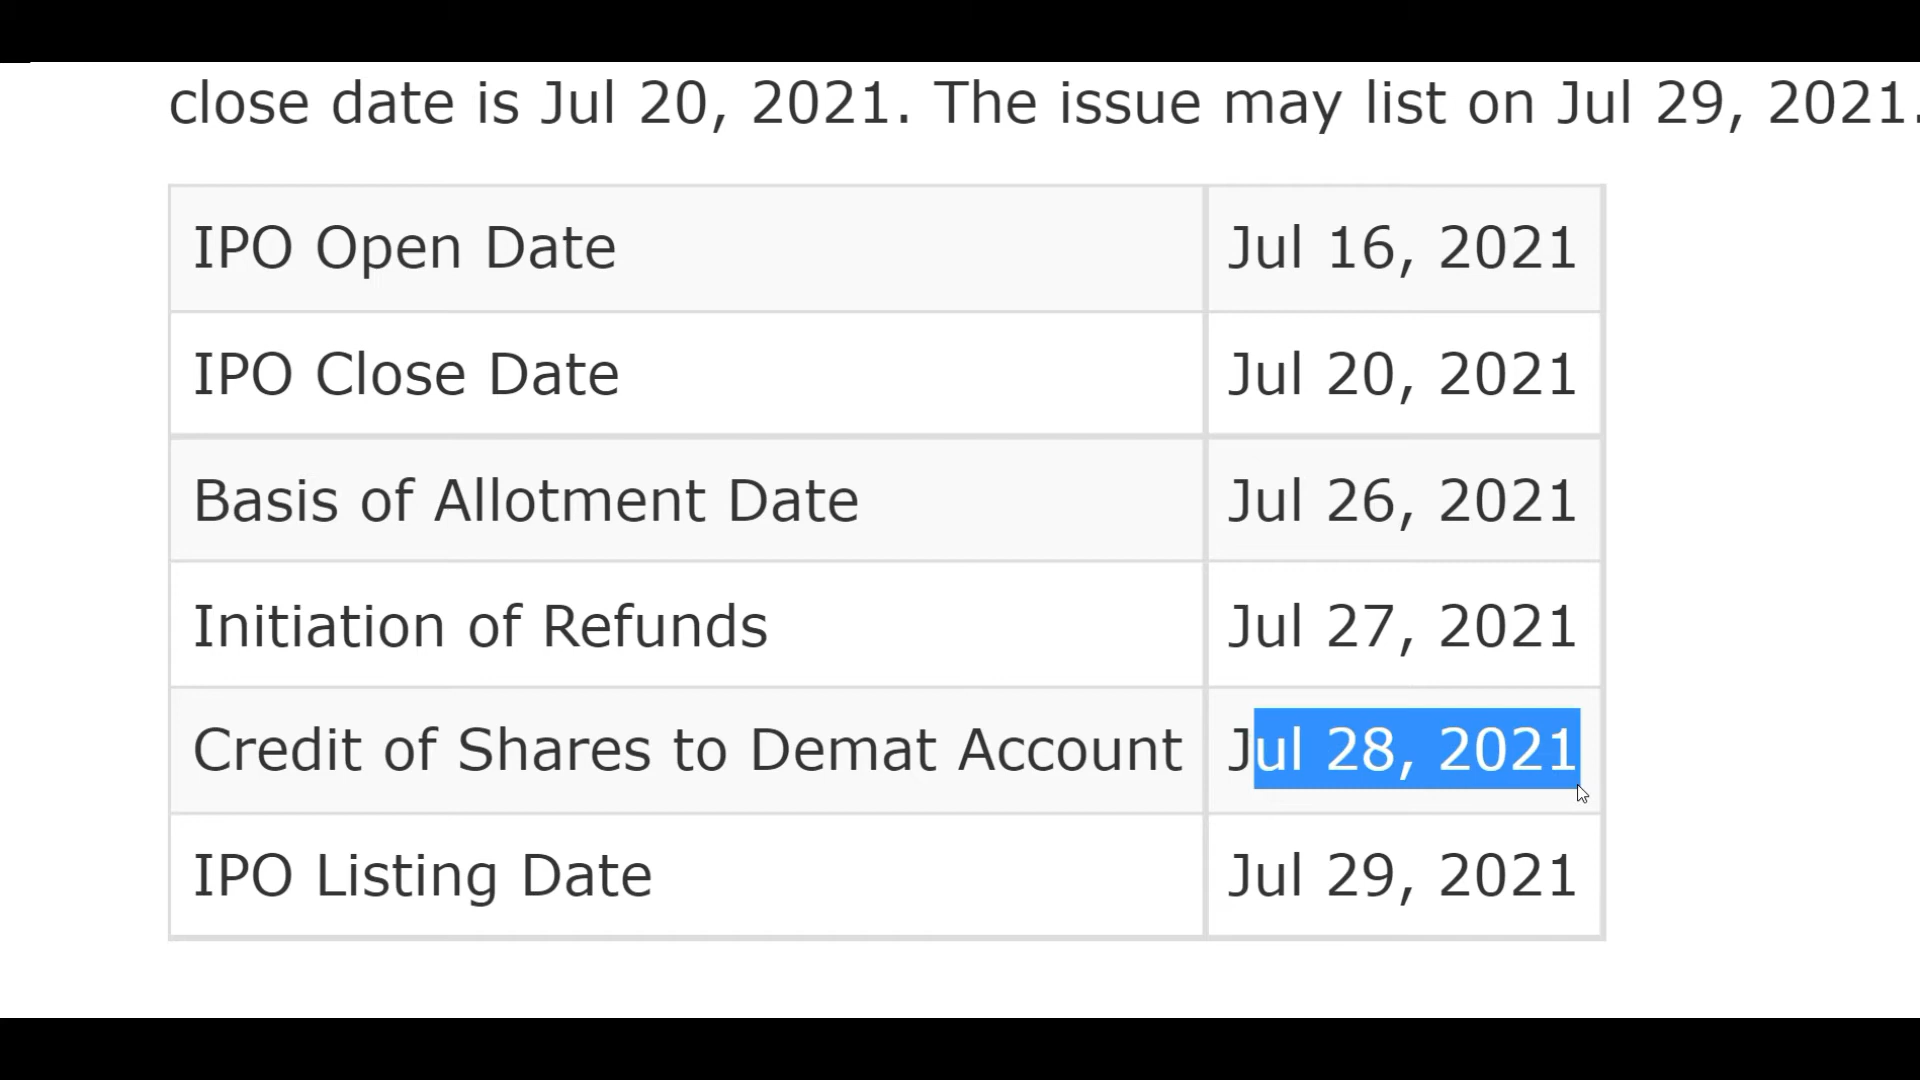 close date is Jul 20, 2021. The issue may list on Jul 29, 2021.
IPO Open Date Jul 16, 2021
IPO Close Date Jul 20, 2021
Basis of Allotment Date Jul 26, 2021
Initiation of Refunds Jul 27, 2021
Credit of Shares to Demat Account Jul 28, 2021
IPO Listing Date Jul 29, 2021